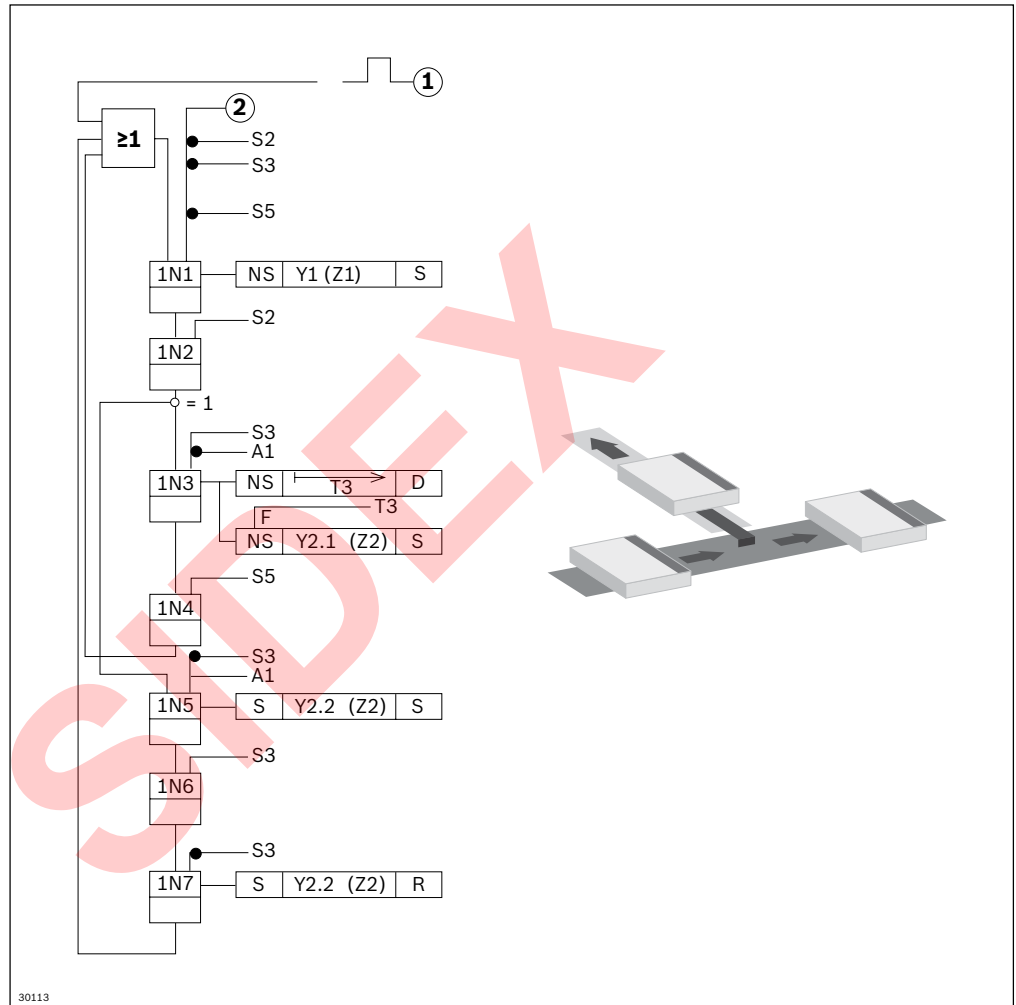 1
2
≥1
S2
S3
S5
1N1 NS Y1 (Z1) S
S2
1N2
= 1
S3
A1
1N3 NS T3 D
T3
F
NS Y2.1 (Z2) S
S5
1N4
S3
A1
1N5 S Y2.2 (Z2) S
S3
1N6
S3
1N7 S Y2.2 (Z2) R
30113
SIDEX